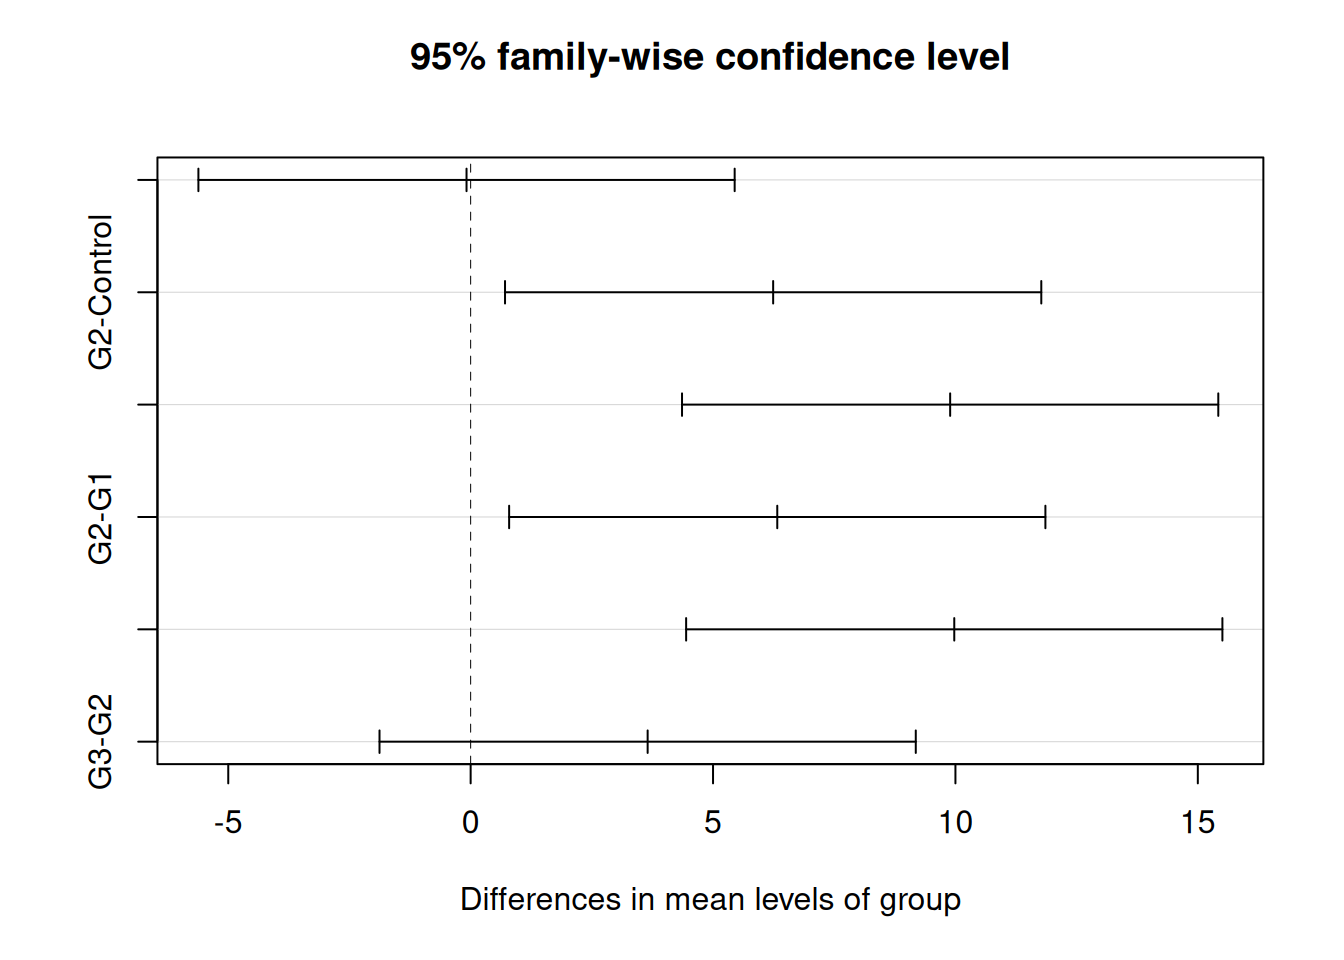 95% family-wise confidence level
G2-Control
G2-G1
G3-G2
-5 0 5 10 15
Differences in mean levels of group